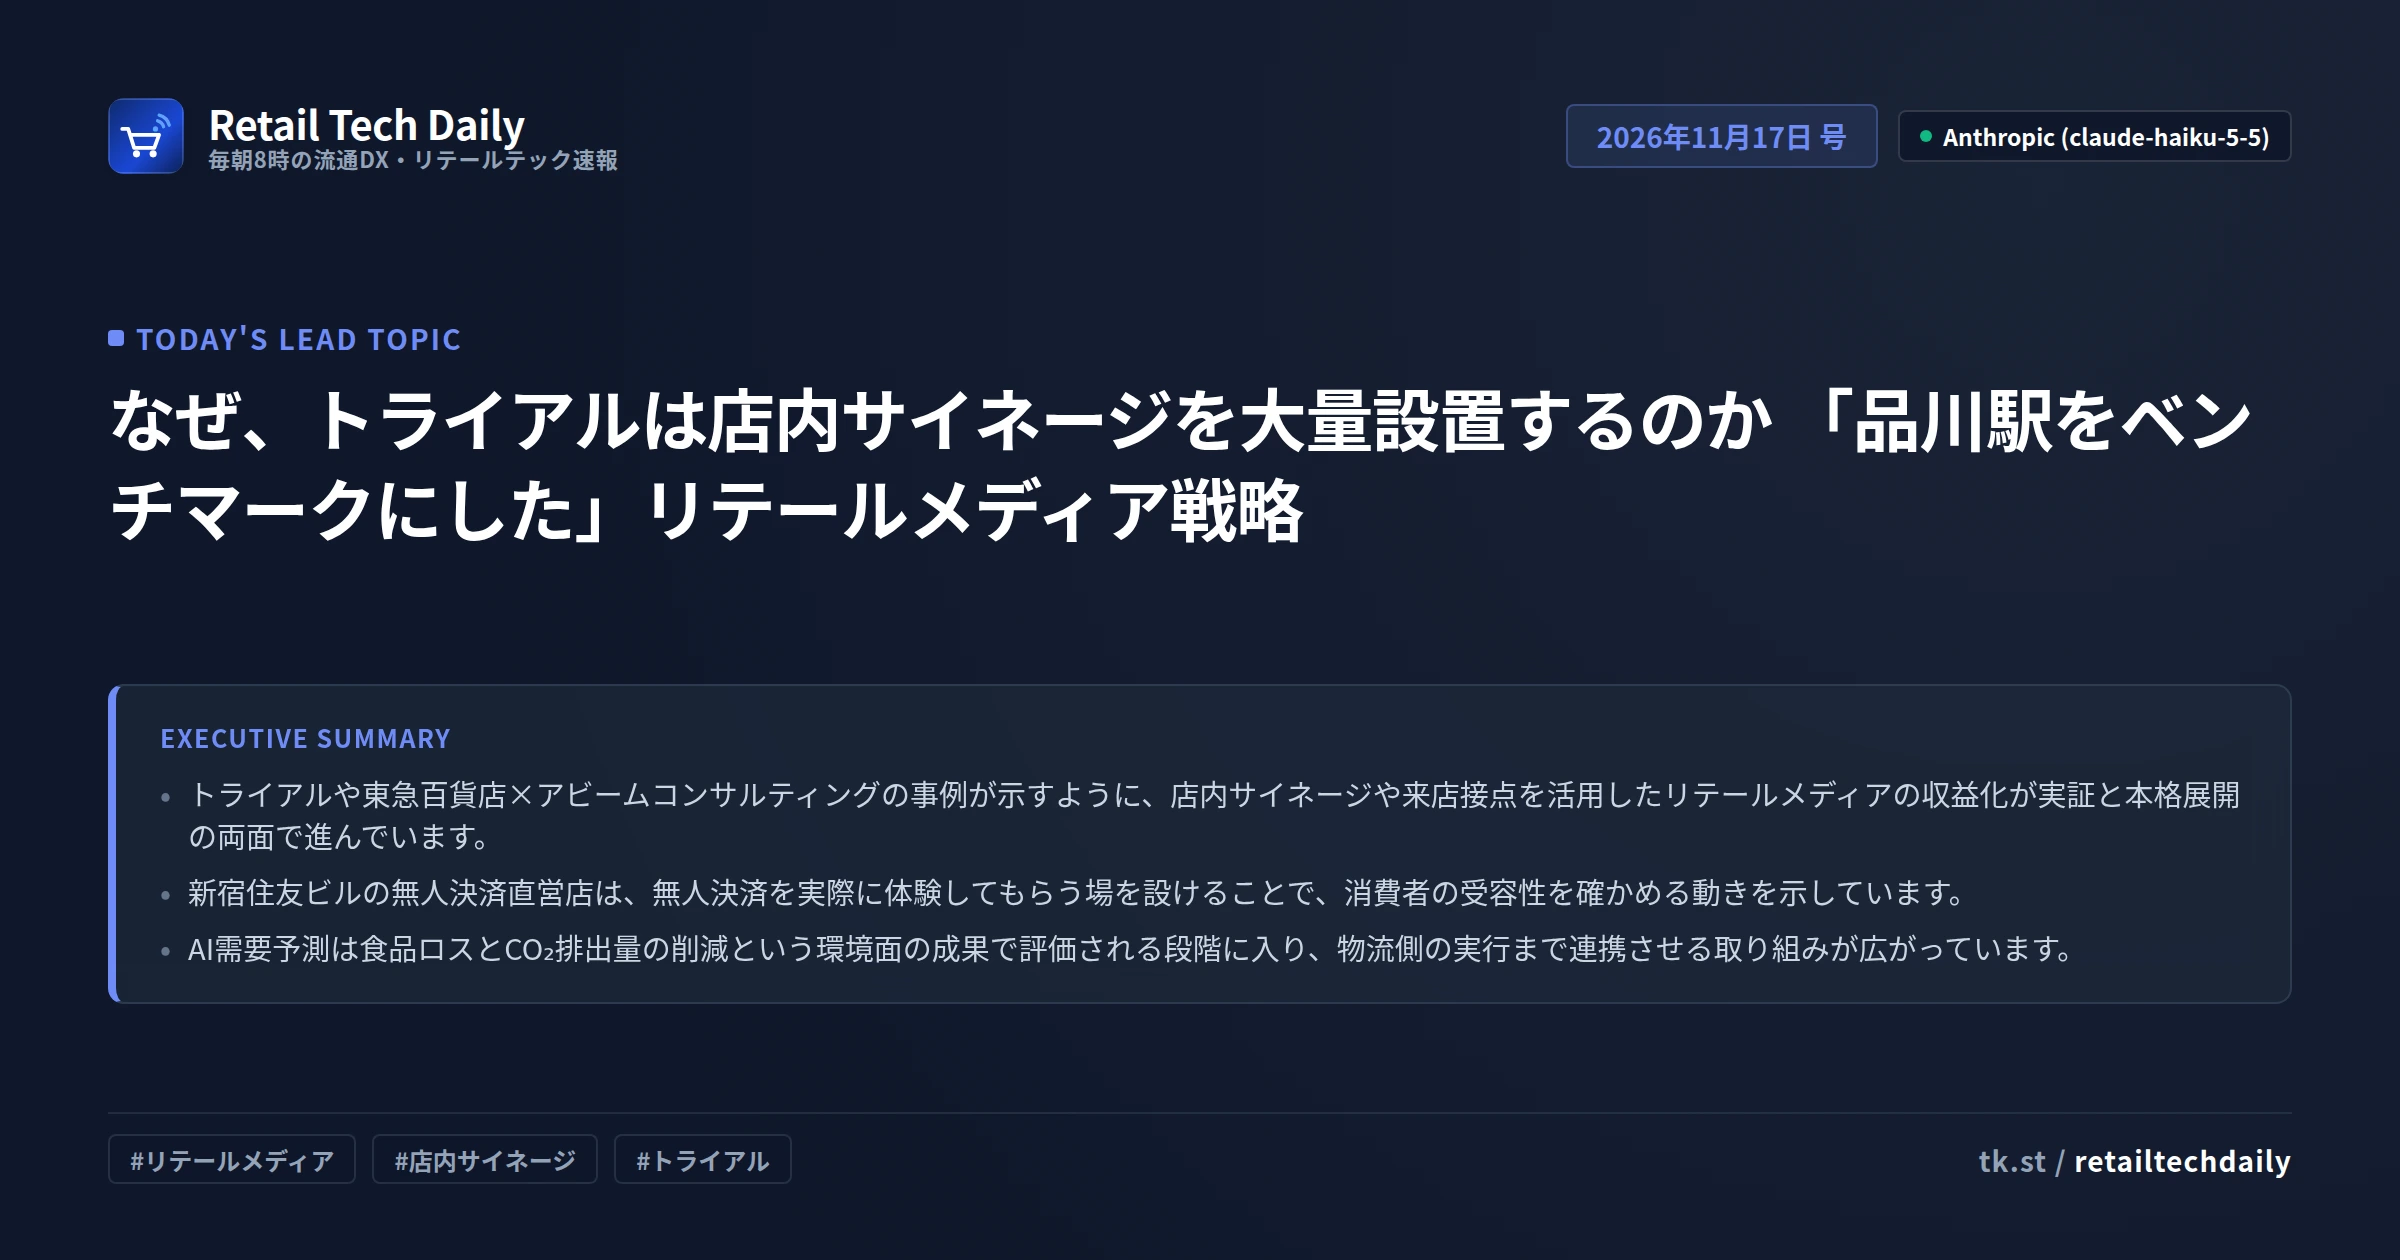 Retail Tech Daily
毎朝8時の流通DX・リテールテック速報
2026年11月17日 号
Anthropic (claude-haiku-5-5)
TODAY'S LEAD TOPIC
なぜ、トライアルは店内サイネージを大量設置するのか 「品川駅をベン
チマークにした」リテールメディア戦略
EXECUTIVE SUMMARY
• トライアルや東急百貨店×アビームコンサルティングの事例が示すように、店内サイネージや来店接点を活用したリテールメディアの収益化が実証と本格展開
の両面で進んでいます。
• 新宿住友ビルの無人決済直営店は、無人決済を実際に体験してもらう場を設けることで、消費者の受容性を確かめる動きを示しています。
• AI需要予測は食品ロスとCO₂排出量の削減という環境面の成果で評価される段階に入り、物流側の実行まで連携させる取り組みが広がっています。
#リテールメディア
#店内サイネージ
#トライアル
tk.st / retailtechdaily